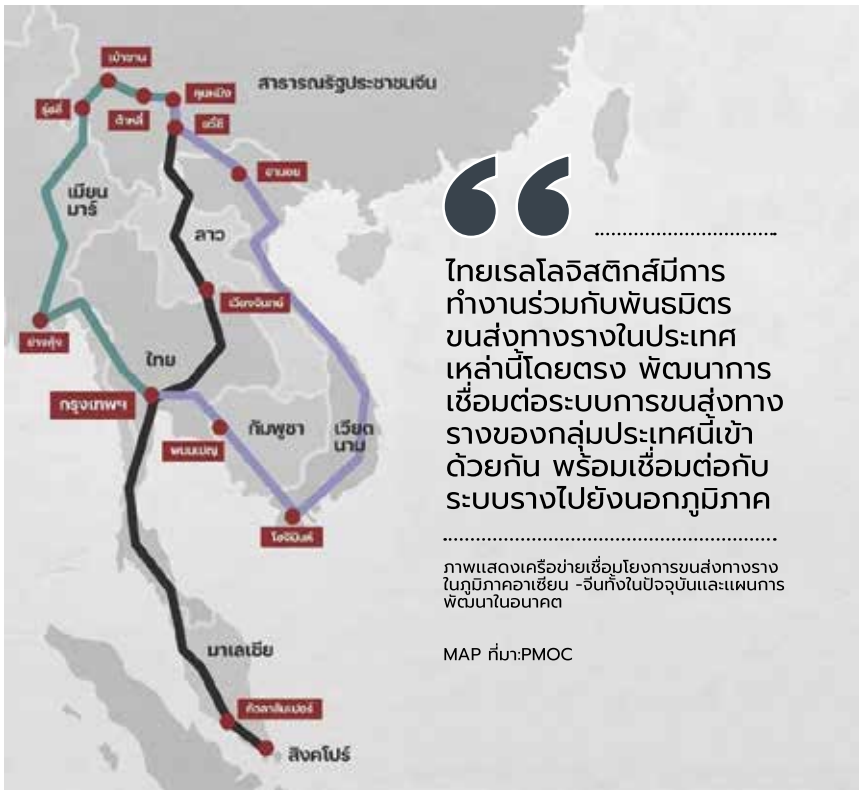 เป่าซาน
สาธารณรัฐประชาชนจีน
คุนหมิง
รุ่ยลี่
ต้าหลี่
ยวี่ซี
ฮานอย
เมียน
มาร์
ลาว
เวียงจันทน์
ย่างกุ้ง
ไทย
กรุงเทพฯ
กัมพูชา
เวียด
นาม
พนมเปญ
โฮจิมินห์
มาเลเซีย
กัวลาลัมเปอร์
สิงคโปร์
“
ไทยเรลโลจิสติกส์มีการ
ทำงานร่วมกับพันธมิตร
ขนส่งทางรางในประเทศ
เหล่านี้โดยตรง พัฒนาการ
เชื่อมต่อระบบการขนส่งทาง
รางของกลุ่มประเทศนี้เข้า
ด้วยกัน พร้อมเชื่อมต่อกับ
ระบบรางไปยังนอกภูมิภาค
ภาพแสดงเครือข่ายเชื่อมโยงการขนส่งทางราง
ในภูมิภาคอาเซียน -จีนทั้งในปัจจุบันและแผนการ
พัฒนาในอนาคต
MAP ที่มา:PMOC